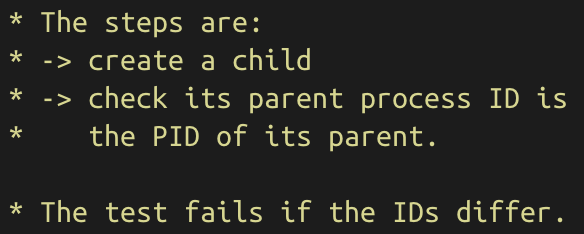 * The steps are:
* -> create a child
* -> check its parent process ID is
*    the PID of its parent.

* The test fails if the IDs differ.